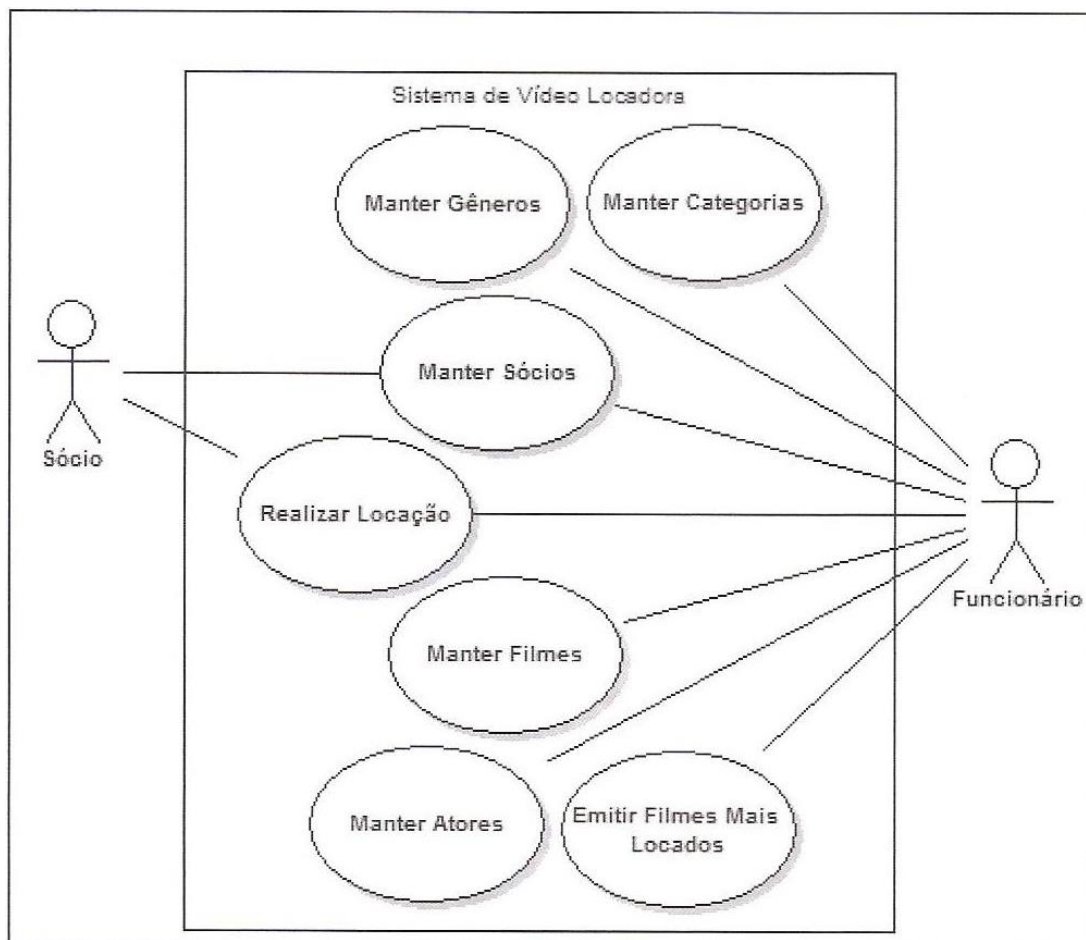 Sistema de Vídeo Locadora
Manter Gêneros
Manter Categorias
Manter Sócios
Sócio
Realizar Locação
Funcionário
Manter Filmes
Manter Atores
Emitir Filmes Mais
Locados